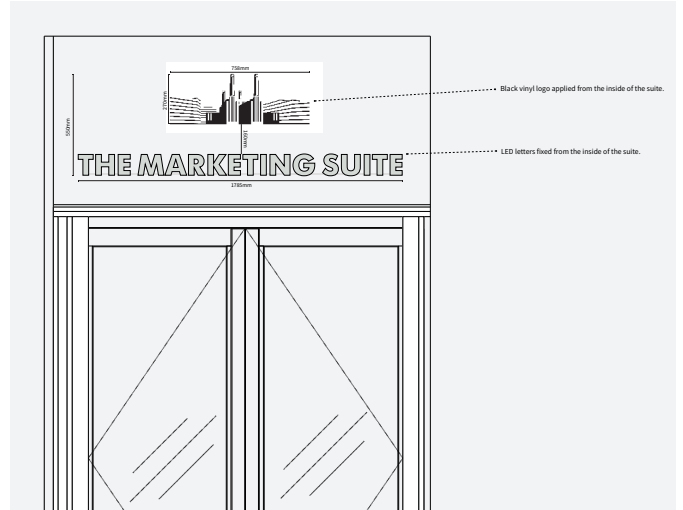 758mm
270mm
Black vinyl logo applied from the inside of the suite.
550mm
160mm
THE MARKETING SUITE
LED letters fixed from the inside of the suite.
1785mm